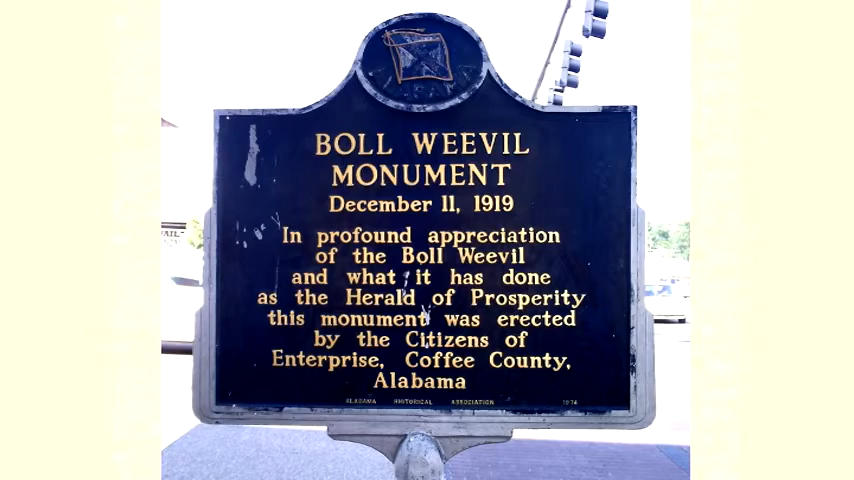 BOLL WEEVIL
MONUMENT
December 11, 1919
In profound appreciation
of the Boll Weevil
and what it has done
as the Herald of Prosperity
this monument was erected
by the Citizens of
Enterprise, Coffee County,
Alabama
ALABAMA HISTORICAL ASSOCIATION 1974